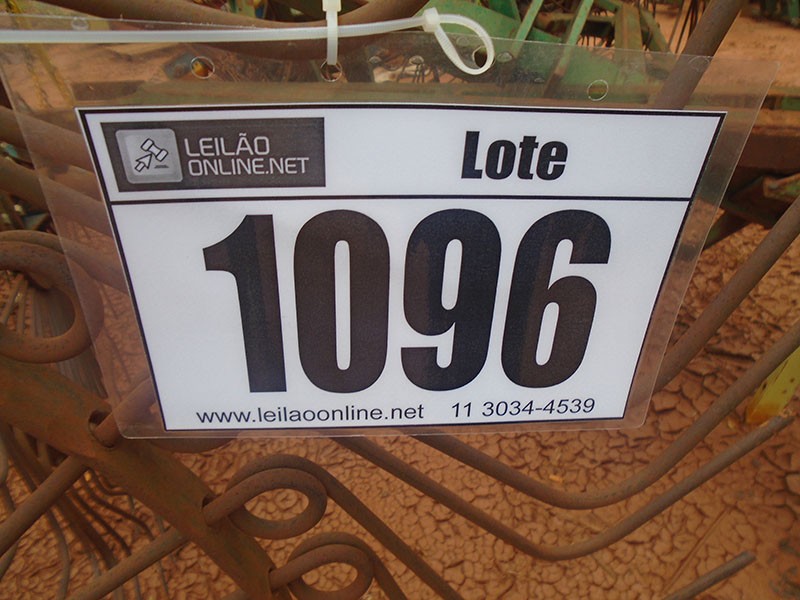 LEILÃO
ONLINE.NET
Lote
1096
www.leilaoonline.net 11 3034-4539